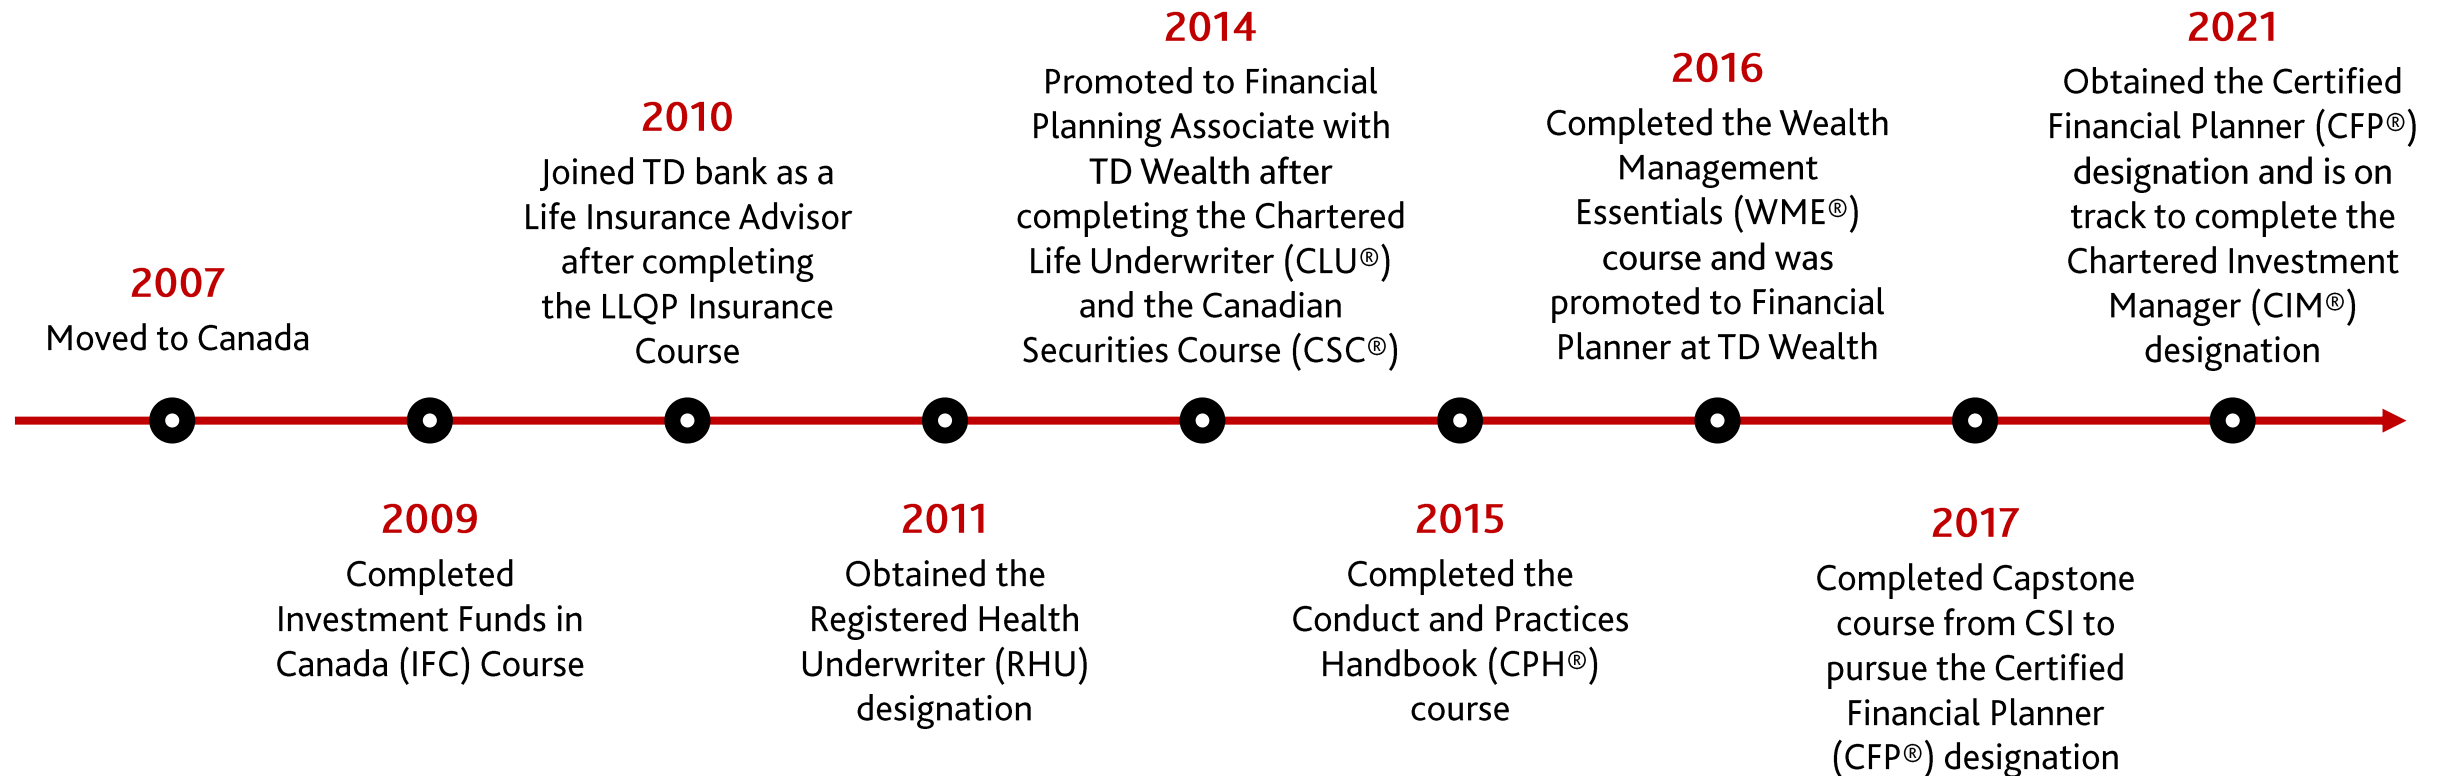 2007
Moved to Canada
2009
Completed
Investment Funds in
Canada (IFC) Course
2010
Joined TD bank as a
Life Insurance Advisor
after completing
the LLQP Insurance
Course
2011
Obtained the
Registered Health
Underwriter (RHU)
designation
2014
Promoted to Financial
Planning Associate with
TD Wealth after
completing the Chartered
Life Underwriter (CLU®)
and the Canadian
Securities Course (CSC®)
2015
Completed the
Conduct and Practices
Handbook (CPH®)
course
2016
Completed the Wealth
Management
Essentials (WME®)
course and was
promoted to Financial
Planner at TD Wealth
2017
Completed Capstone
course from CSI to
pursue the Certified
Financial Planner
(CFP®) designation
2021
Obtained the Certified
Financial Planner (CFP®)
designation and is on
track to complete the
Chartered Investment
Manager (CIM®)
designation